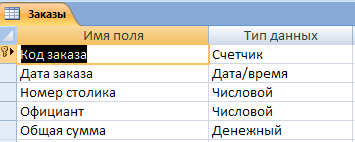 Заказы
Имя поля Тип данных
Код заказа Счетчик
Дата заказа Дата/время
Номер столика Числовой
Официант Числовой
Общая сумма Денежный